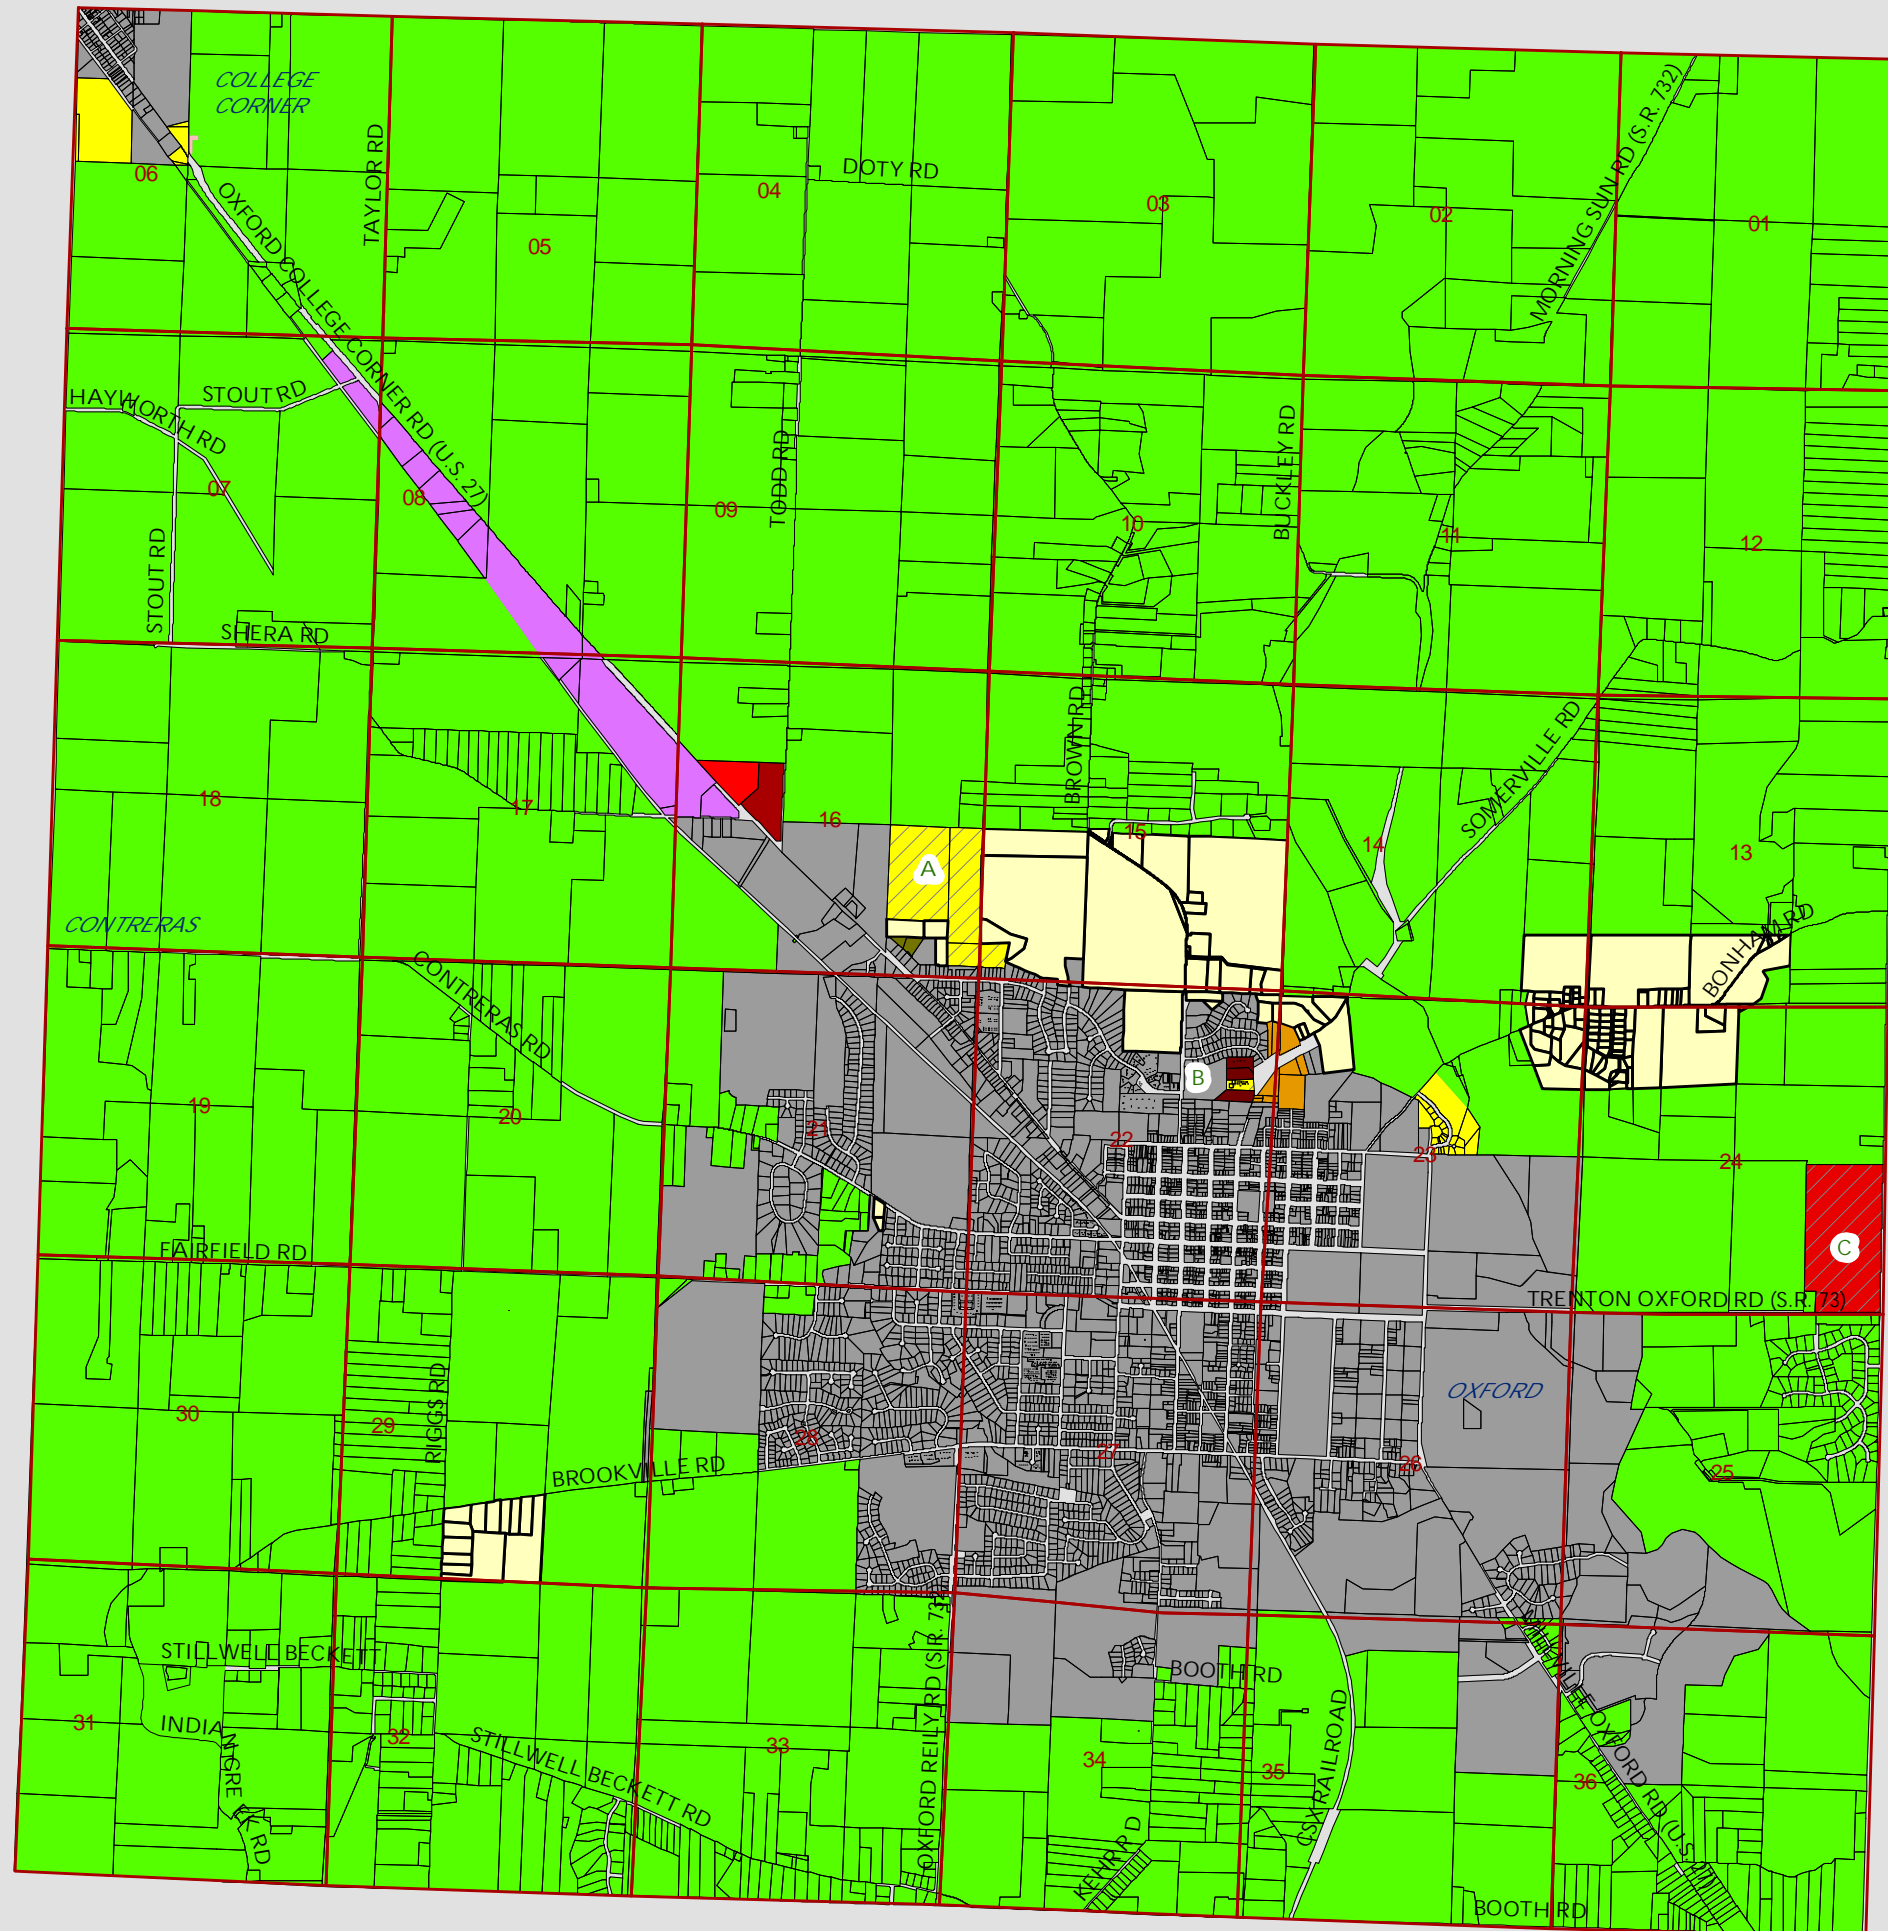 COLLEGE
CORNER
TAYLOR RD
DOTY RD
MORNING SUN RD (S.R. 732)
06
04
03
02
01
05
OXFORD COLLEGE CORNER RD (U.S. 27)
STOUT RD
HAYWORTH RD
TODD RD
BUCKLEY RD
07
08
09
10
11
12
STOUT RD
SHERA RD
BROWN RD
SOMERVILLE RD
18
17
16
15
14
13
A
CONTRERAS
BONHAM RD
CONTRERAS RD
B
19
20
21
22
23
24
FAIRFIELD RD
C
TRENTON OXFORD RD (S.R. 73)
OXFORD
RIGGS RD
30
29
28
27
26
25
BROOKVILLE RD
STILLWELL BECKETT
BOOTH RD
OXFORD REILY RD (S.R. 732)
31
INDIAN CREEK RD
32
STILLWELL BECKETT RD
33
34
35
36
CSX RAILROAD
MILLVILLE OXFORD RD (U.S. 27)
KEHR RD
BOOTH RD